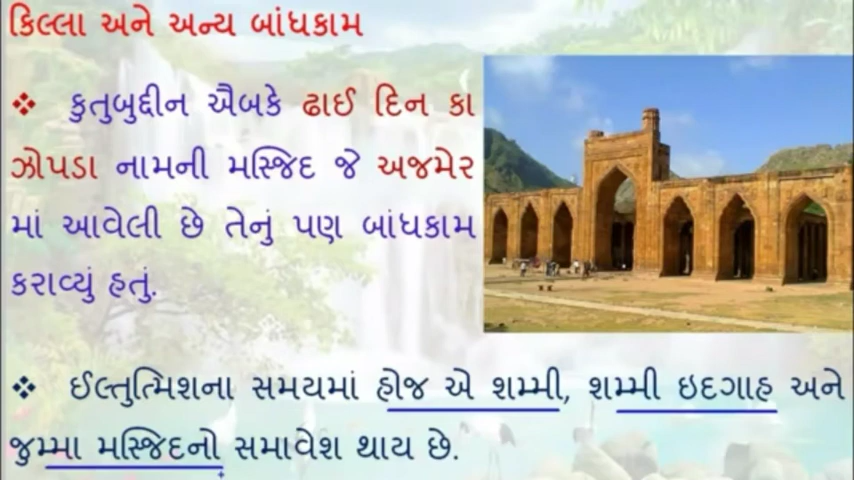 કિલ્લા અને અન્ય બાંધકામ
❖ કુતુબુદ્દીન ઐબકે ઢાઈ દિન કા
ઝોપડા નામની મસ્જિદ જે અજમેર
માં આવેલી છે તેનું પણ બાંધકામ
કરાવ્યું હતું.
❖ ઈલ્તુત્મિશના સમયમાં હોજ એ શમ્મી, શમ્મી ઇદગાહ અને
જુમ્મા મસ્જિદનો સમાવેશ થાય છે.